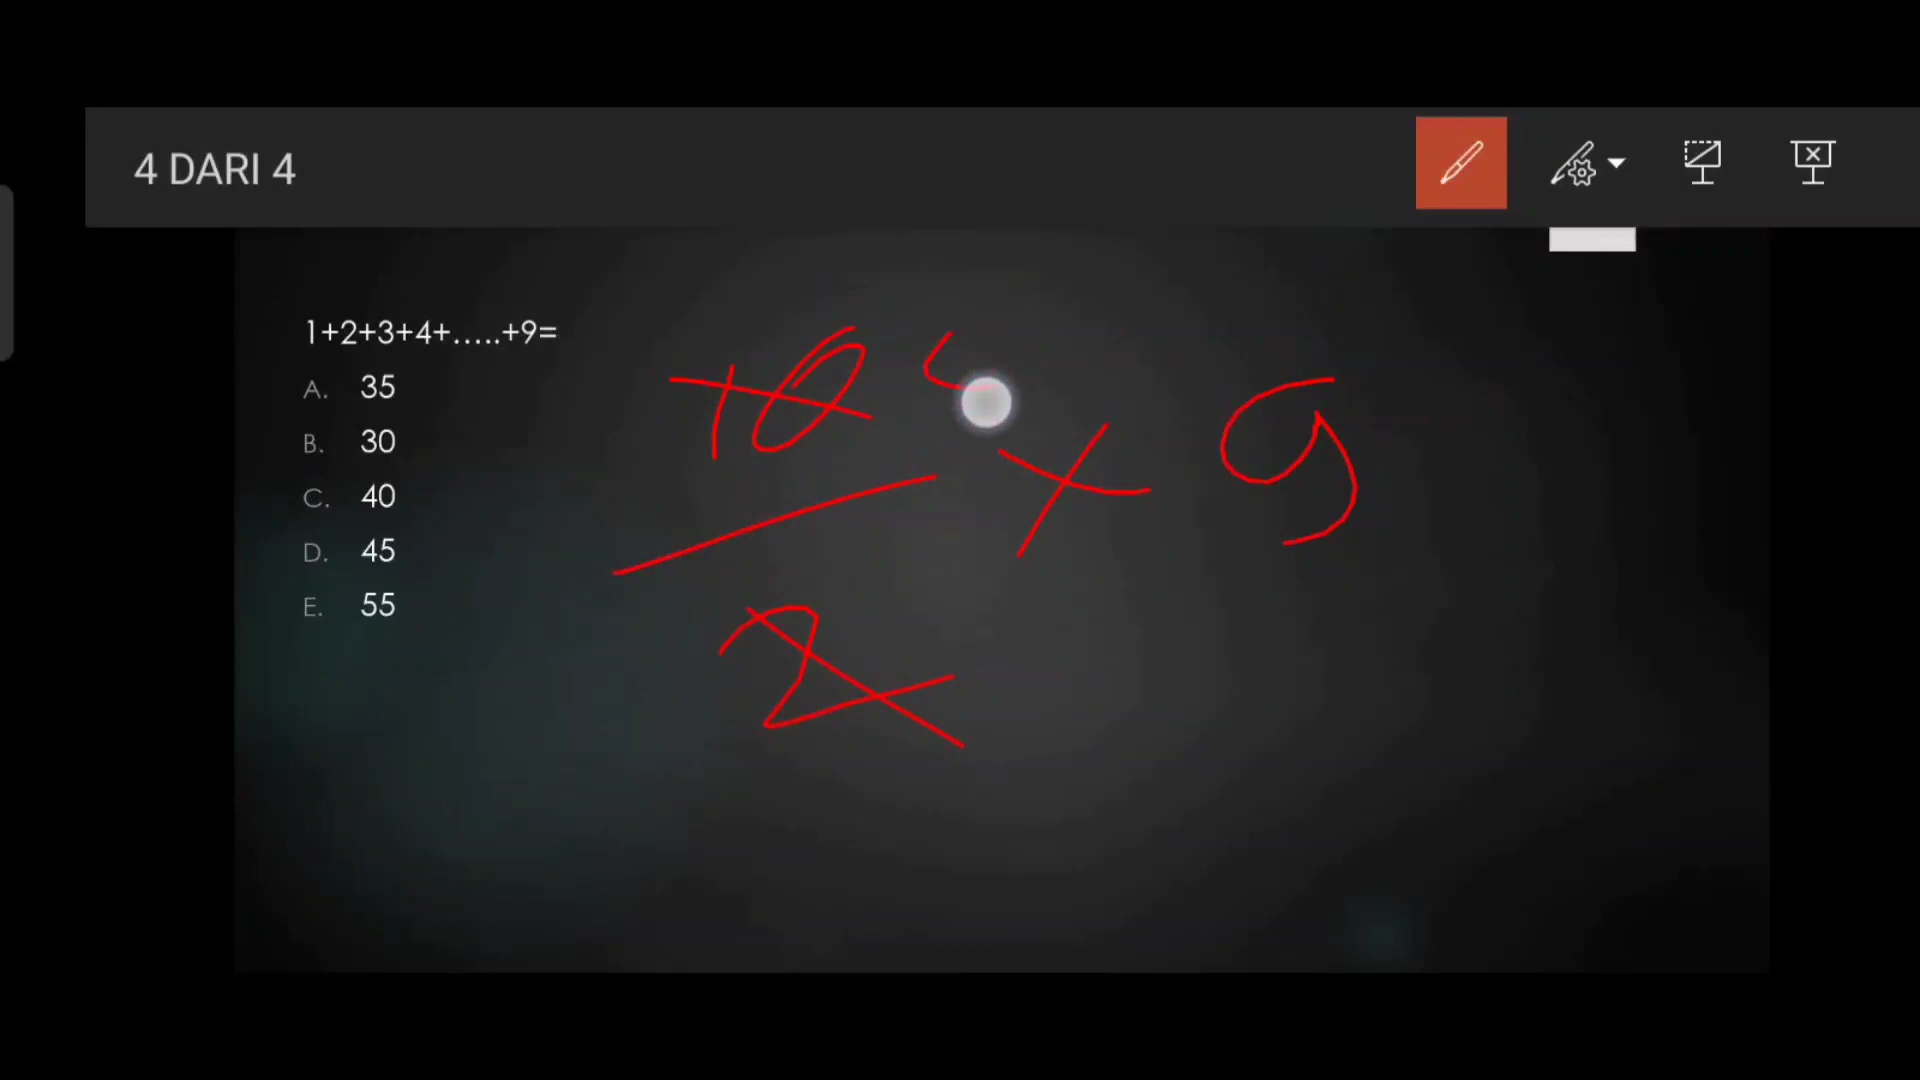 4 DARI 4
1+2+3+4+.....+9=
A. 35
B. 30
C. 40
D. 45
E. 55
10
x 9
2